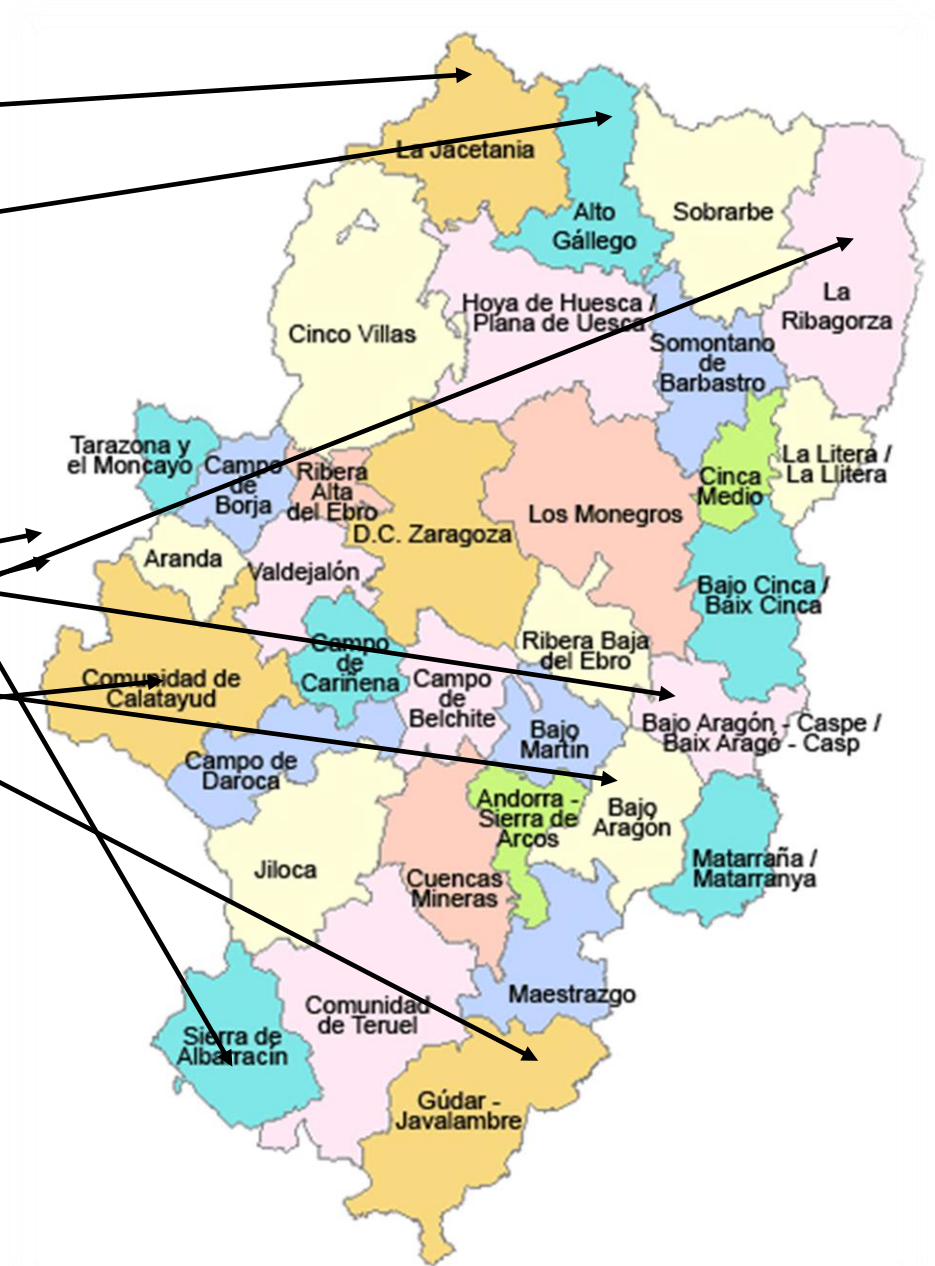 La Jacetania
Alto
Gállego
Sobrarbe
La
Ribagorza
Hoya de Huesca /
Plana de Uesca
Cinco Villas
Somontano
de
Barbastro
Tarazona y
el Moncayo
Campo
de
Borja
Ribera
Alta
del Ebro
Cinca
Medio
La Litera /
La Llitera
D.C. Zaragoza
Los Monegros
Aranda
Valdejalón
Bajo Cinca /
Baix Cinca
Campo
de
Cariñena
Ribera Baja
del Ebro
Comunidad de
Calatayud
Campo
de
Belchite
Bajo Aragón - Caspe /
Baix Aragó - Casp
Bajo
Martín
Campo de
Daroca
Andorra -
Sierra de
Arcos
Bajo
Aragón
Jiloca
Cuencas
Mineras
Matarraña /
Matarranya
Maestrazgo
Comunidad
de Teruel
Sierra de
Albarracín
Gúdar -
Javalambre